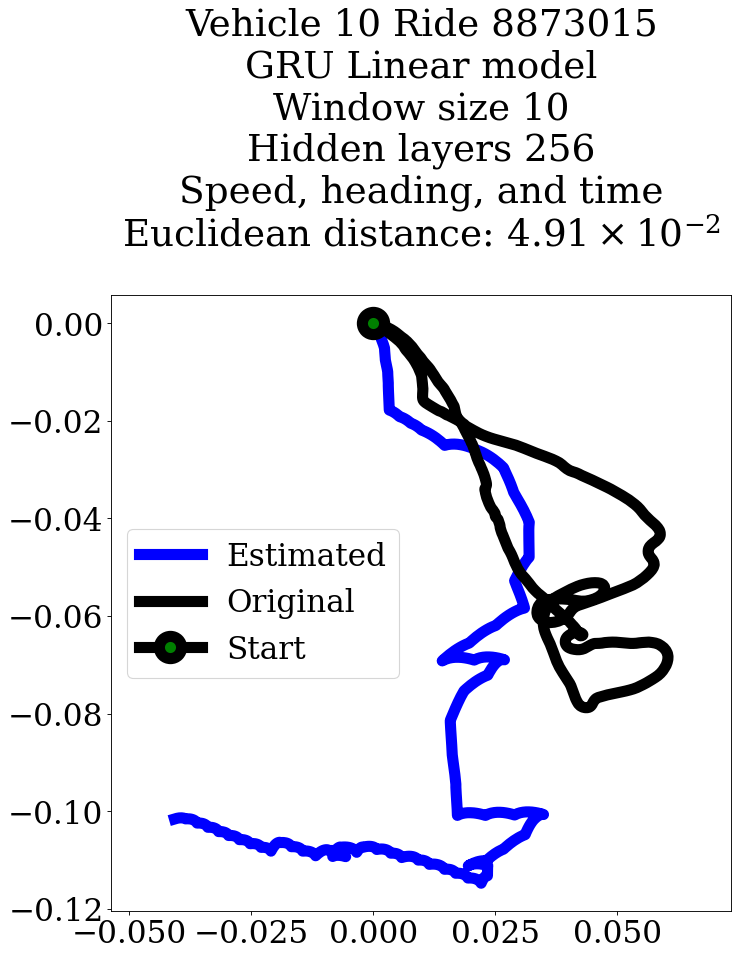 Vehicle 10 Ride 8873015
GRU Linear model
Window size 10
Hidden layers 256
Speed, heading, and time
Euclidean distance: 4.91 × 10⁻²
0.00
−0.02
−0.04
−0.06
−0.08
−0.10
−0.12
Estimated
Original
Start
−0.050 −0.025 0.000 0.025 0.050